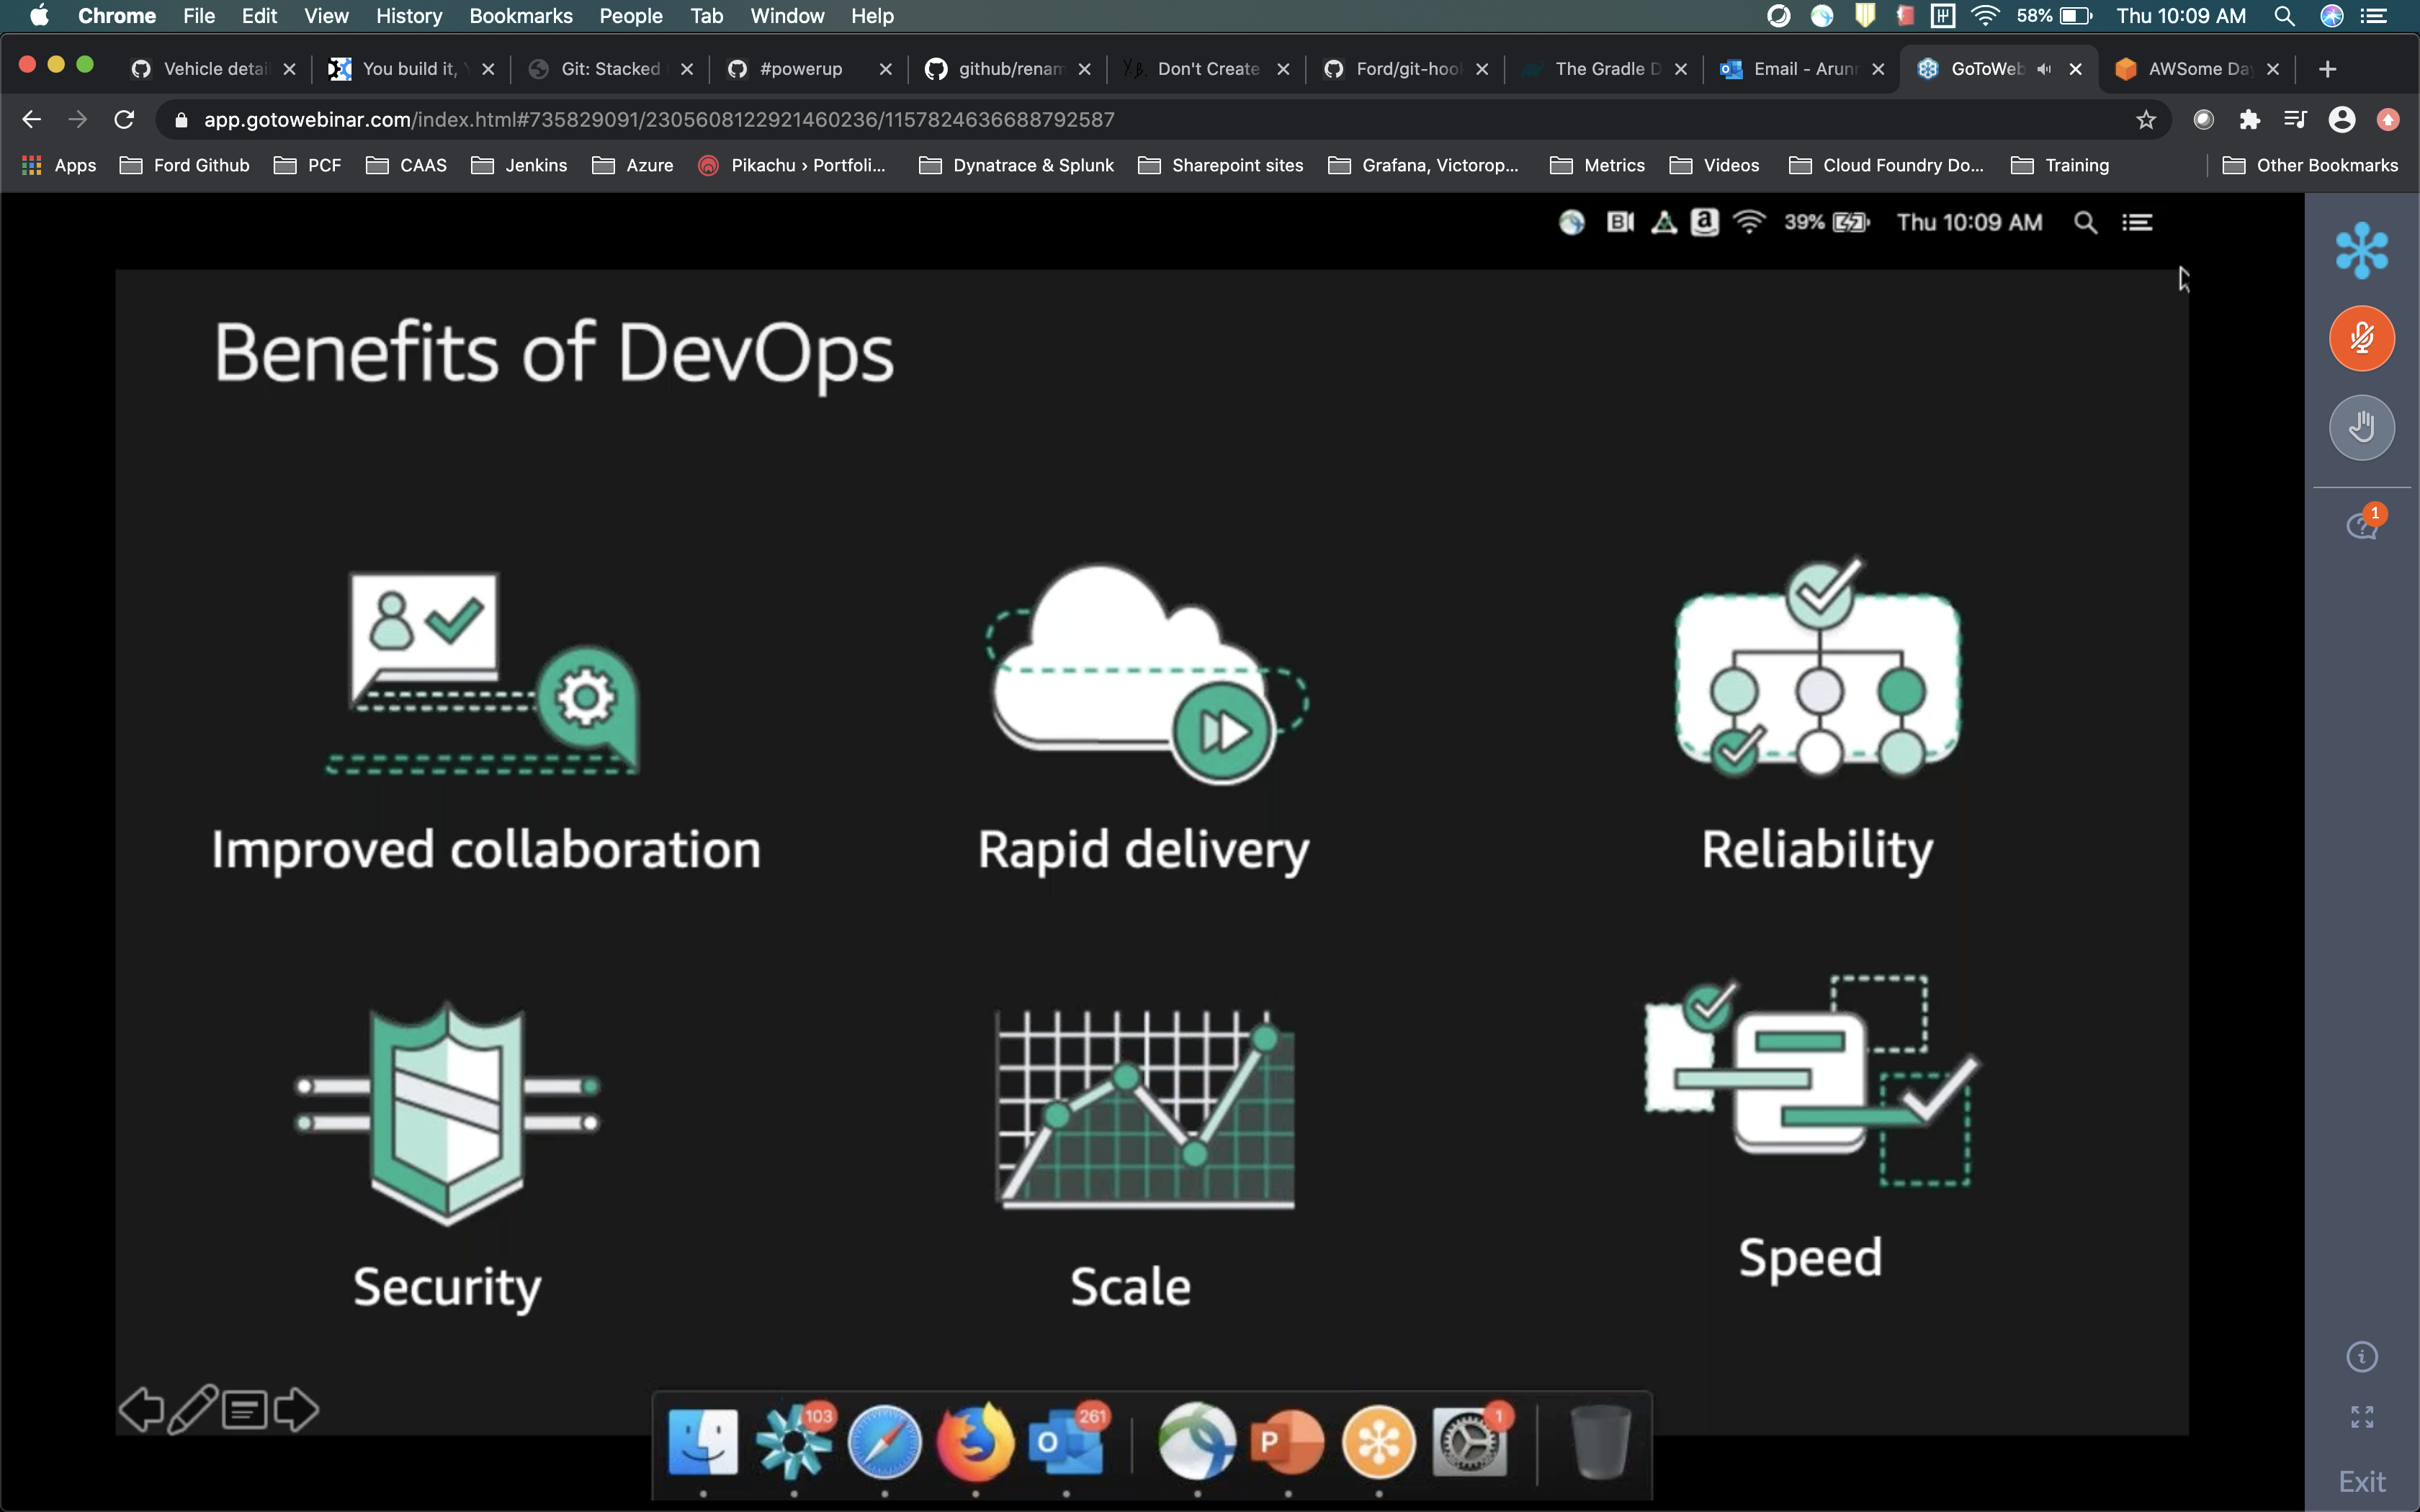 Chrome File Edit View History Bookmarks People Tab Window Help 58% Thu 10:09 AM
Vehicle detai You build it, Git: Stacked #powerup github/renam Don't Create Ford/git-hoo The Gradle D Email - Arun GoToWeb AWSome Da
app.gotowebinar.com/index.html#735829091/2305608122921460236/1157824636688792587
Apps Ford Github PCF CAAS Jenkins Azure Pikachu › Portfoli... Dynatrace & Splunk Sharepoint sites Grafana, Victorop... Metrics Videos Cloud Foundry Do... Training Other Bookmarks
39% Thu 10:09 AM
Benefits of DevOps
1
Improved collaboration Rapid delivery Reliability
Security Scale Speed
103 261 1
Exit